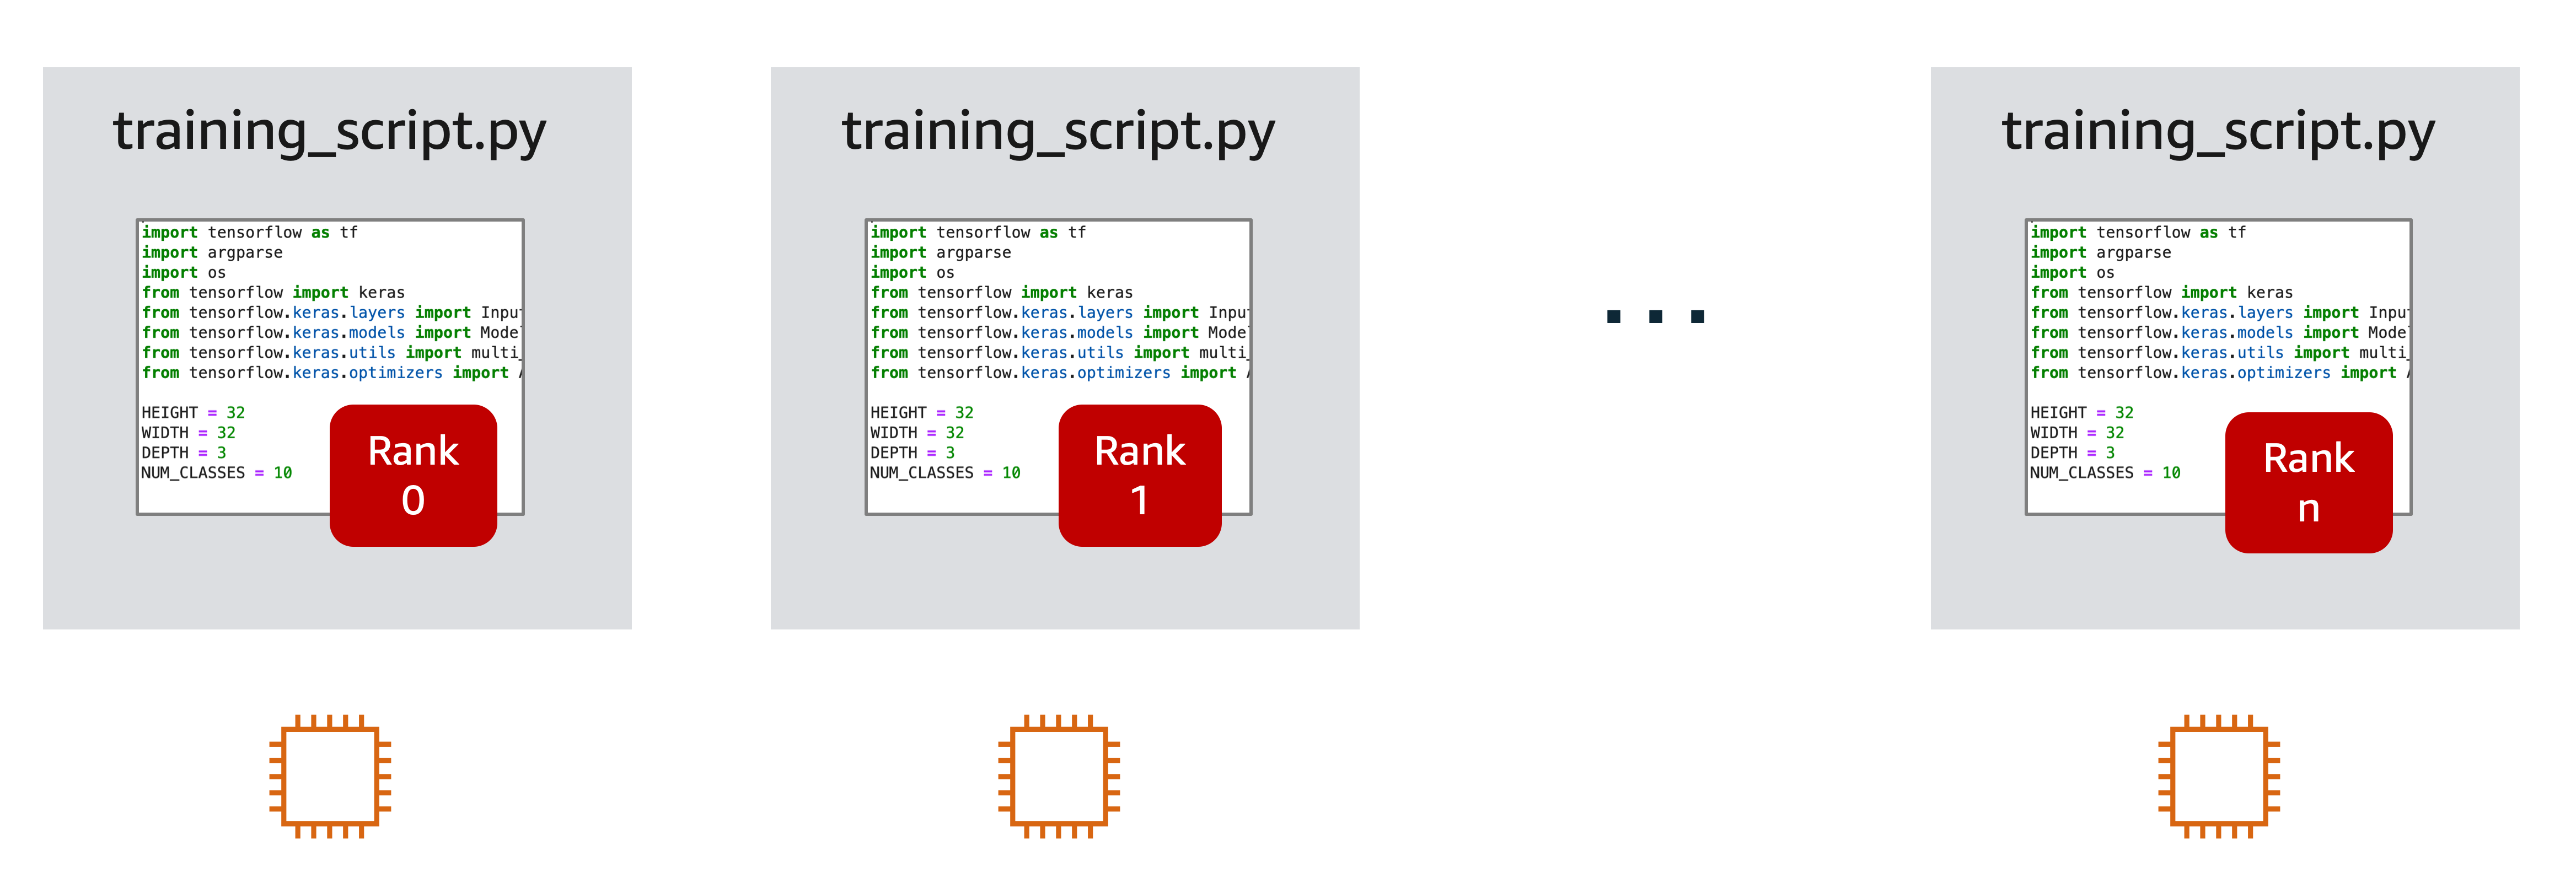 training_script.py
import tensorflow as tf
import argparse
import os
from tensorflow import keras
from tensorflow.keras.layers import Inpu
from tensorflow.keras.models import Mode
from tensorflow.keras.utils import multi_
from tensorflow.keras.optimizers import
HEIGHT = 32
WIDTH = 32
DEPTH = 3
NUM_CLASSES = 10
Rank
0
training_script.py
import tensorflow as tf
import argparse
import os
from tensorflow import keras
from tensorflow.keras.layers import Inpu
from tensorflow.keras.models import Mode
from tensorflow.keras.utils import multi_
from tensorflow.keras.optimizers import
HEIGHT = 32
WIDTH = 32
DEPTH = 3
NUM_CLASSES = 10
Rank
1
...
training_script.py
import tensorflow as tf
import argparse
import os
from tensorflow import keras
from tensorflow.keras.layers import Inpu
from tensorflow.keras.models import Mode
from tensorflow.keras.utils import multi_
from tensorflow.keras.optimizers import
HEIGHT = 32
WIDTH = 32
DEPTH = 3
NUM_CLASSES = 10
Rank
n